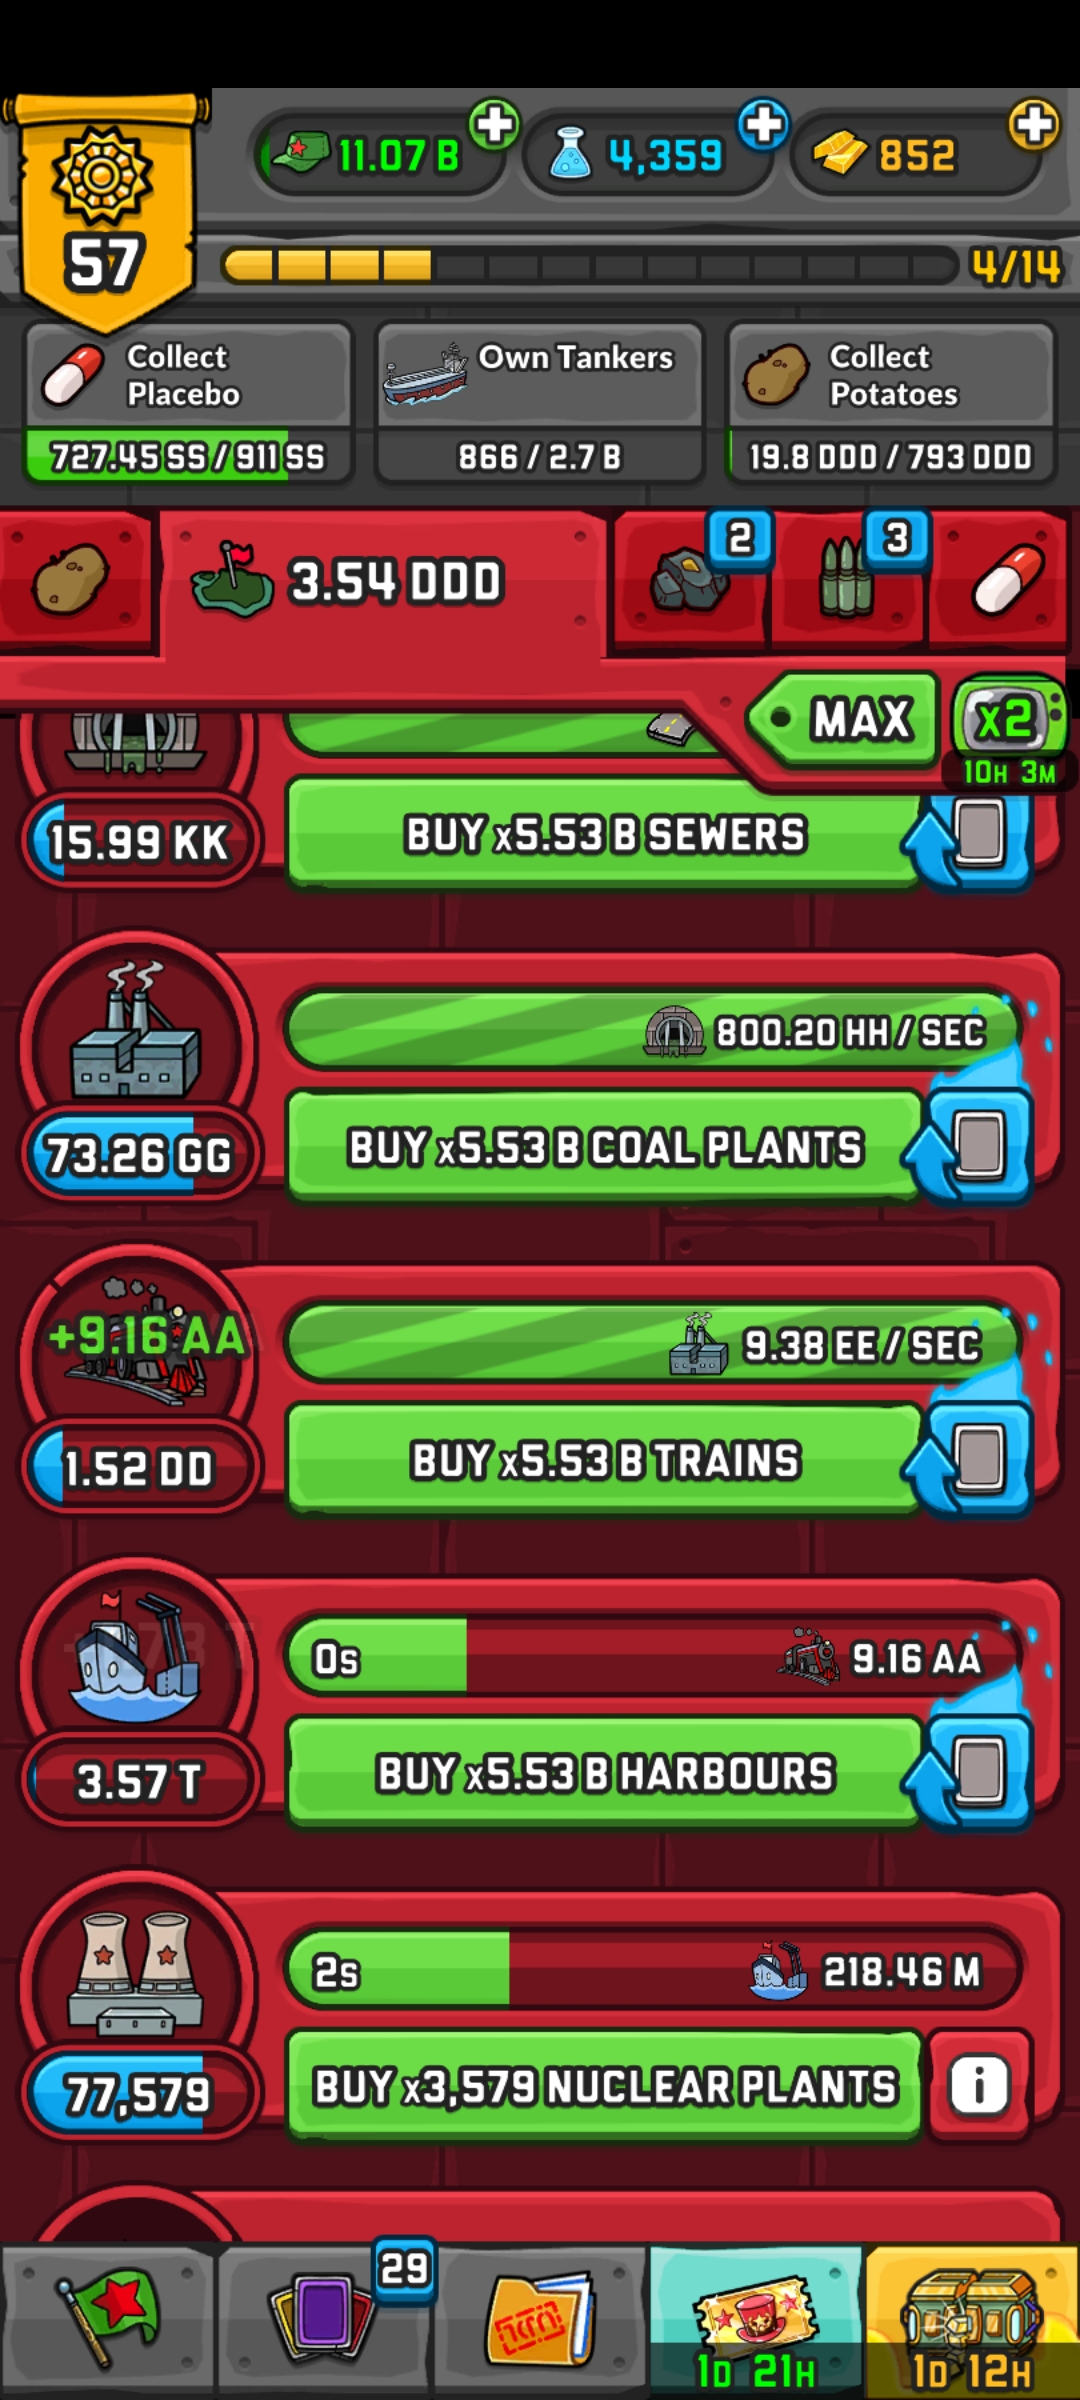 11.07 B
4,359
852
57
4/14
Collect
Placebo
727.45 SS / 911 SS
Own Tankers
866 / 2.7 B
Collect
Potatoes
19.8 DDD / 793 DDD
3.54 DDD
2
3
MAX
x2
10H 3M
15.99 KK
BUY x5.53 B SEWERS
800.20 HH / SEC
73.26 GG
BUY x5.53 B COAL PLANTS
+9.16 AA
9.38 EE / SEC
1.52 DD
BUY x5.53 B TRAINS
0s
9.16 AA
3.57 T
BUY x5.53 B HARBOURS
2s
218.46 M
77,579
BUY x3,579 NUCLEAR PLANTS
i
29
1D 21H
1D 12H